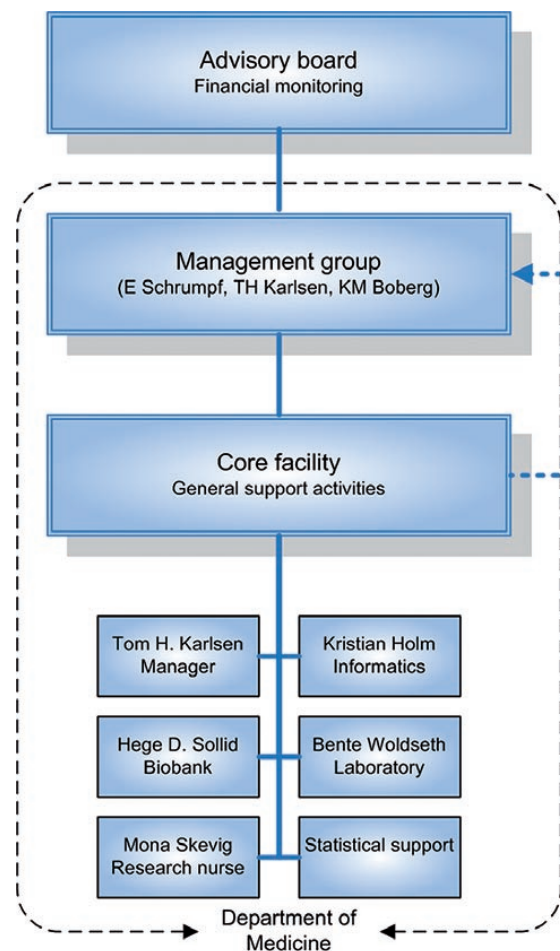 Advisory board
Financial monitoring
Management group
(E Schrumpf, TH Karlsen, KM Boberg)
Core facility
General support activities
Tom H. Karlsen
Manager
Kristian Holm
Informatics
Hege D. Sollid
Biobank
Bente Woldseth
Laboratory
Mona Skevig
Research nurse
Statistical support
Department of
Medicine